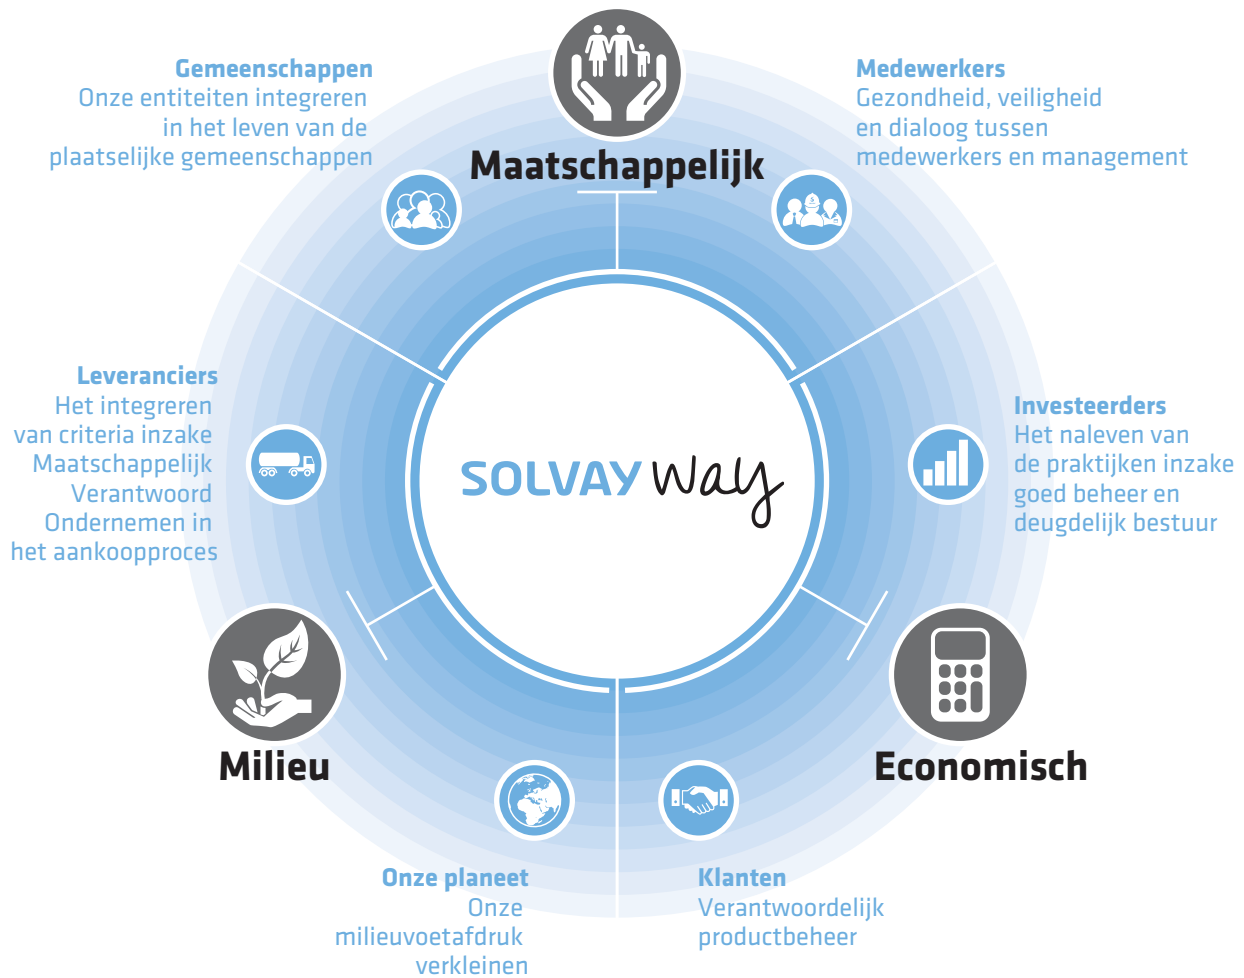 Gemeenschappen
Onze entiteiten integreren
in het leven van de
plaatselijke gemeenschappen
Maatschappelijk
Medewerkers
Gezondheid, veiligheid
en dialoog tussen
medewerkers en management
Leveranciers
Het integreren
van criteria inzake
Maatschappelijk
Verantwoord
Ondernemen in
het aankoopproces
SOLVAY way
Investeerders
Het naleven van
de praktijken inzake
goed beheer en
deugdelijk bestuur
Milieu
Economisch
Onze planeet
Onze
milieuvoetafdruk
verkleinen
Klanten
Verantwoordelijk
productbeheer